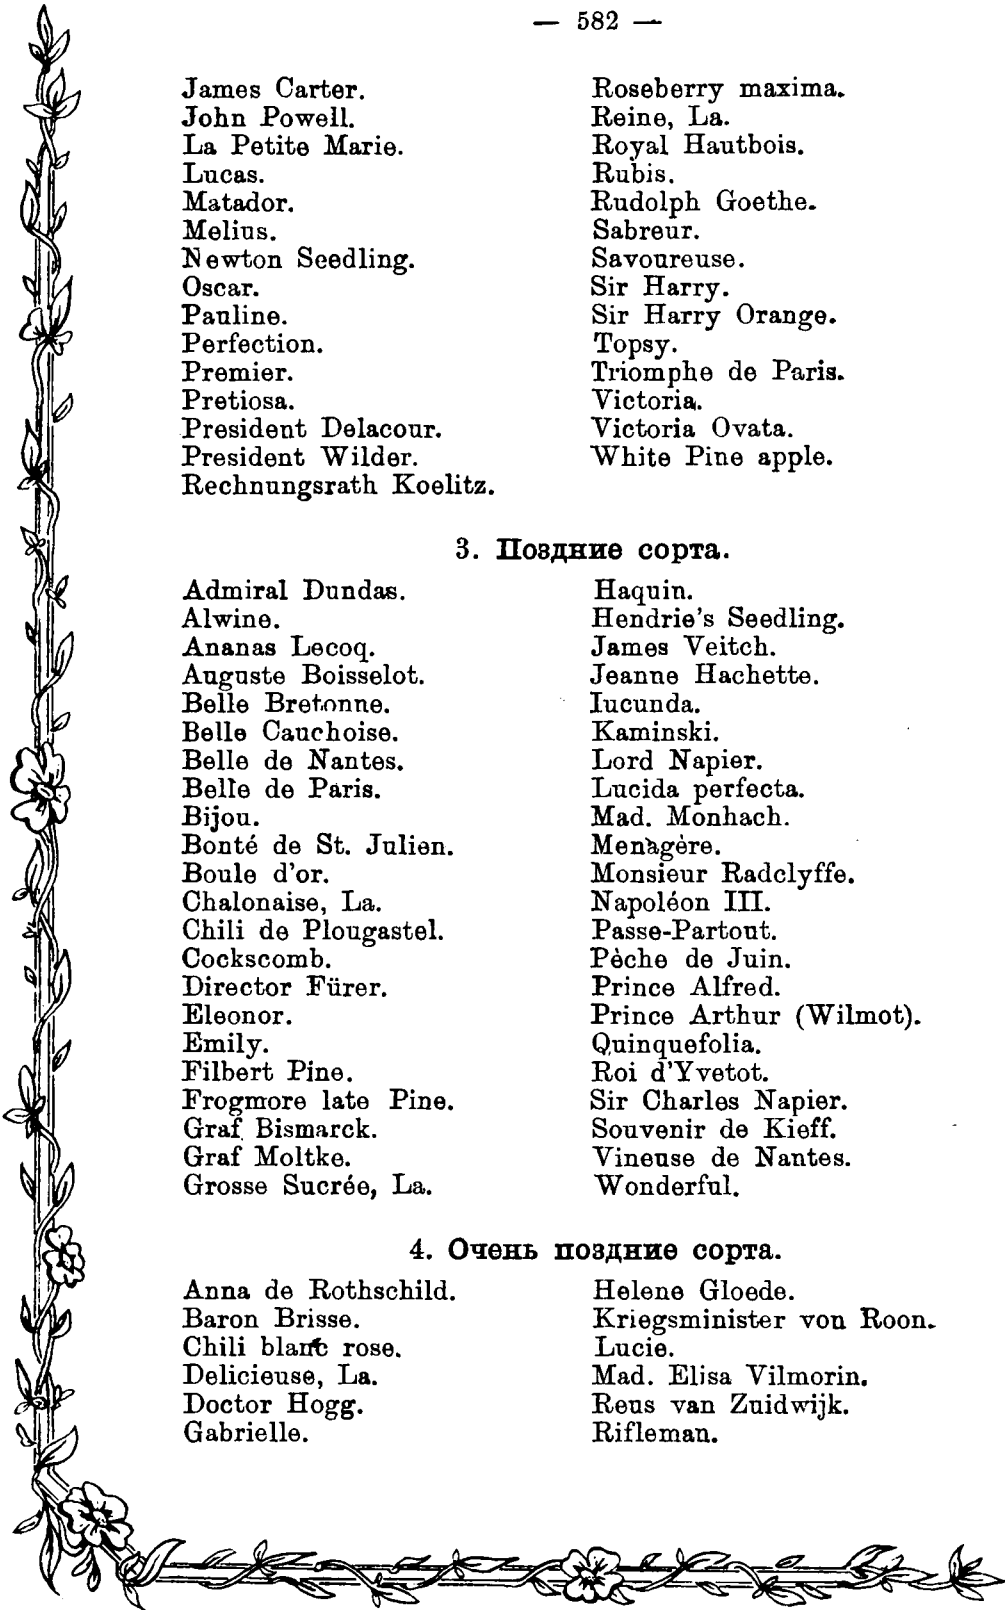 — 582 —
James Carter.
John Powell.
La Petite Marie.
Lucas.
Matador.
Melius.
Newton Seedling.
Oscar.
Pauline.
Perfection.
Premier.
Pretiosa.
President Delacour.
President Wilder.
Rechnungsrath Koelitz.
Roseberry maxima.
Reine, La.
Royal Hautbois.
Rubis.
Rudolph Goethe.
Sabreur.
Savoureuse.
Sir Harry.
Sir Harry Orange.
Topsy.
Triomphe de Paris.
Victoria.
Victoria Ovata.
White Pine apple.
3. Поздние сорта.
Admiral Dundas.
Alwine.
Ananas Lecoq.
Auguste Boisselot.
Belle Bretonne.
Belle Cauchoise.
Belle de Nantes.
Belle de Paris.
Bijou.
Bonté de St. Julien.
Boule d'or.
Chalonaise, La.
Chili de Plougastel.
Cockscomb.
Director Fürer.
Eleonor.
Emily.
Filbert Pine.
Frogmore late Pine.
Graf Bismarck.
Graf Moltke.
Grosse Sucrée, La.
Haquin.
Hendrie's Seedling.
James Veitch.
Jeanne Hachette.
Iucunda.
Kaminski.
Lord Napier.
Lucida perfecta.
Mad. Monhach.
Menàgère.
Monsieur Radclyffe.
Napoléon III.
Passe-Partout.
Pèche de Juin.
Prince Alfred.
Prince Arthur (Wilmot).
Quinquefolia.
Roi d'Yvetot.
Sir Charles Napier.
Souvenir de Kieff.
Vineuse de Nantes.
Wonderful.
4. Очень поздние сорта.
Anna de Rothschild.
Baron Brisse.
Chili blanc rose.
Delicieuse, La.
Doctor Hogg.
Gabrielle.
Helene Gloede.
Kriegsminister von Roon.
Lucie.
Mad. Elisa Vilmorin.
Reus van Zuidwijk.
Rifleman.